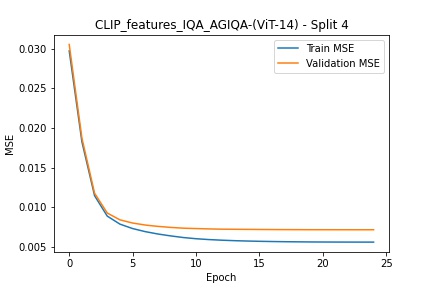 CLIP_features_IQA_AGIQA-(ViT-14) - Split 4
Train MSE
Validation MSE
0.030
0.025
0.020
0.015
0.010
0.005
MSE
0 5 10 15 20 25
Epoch